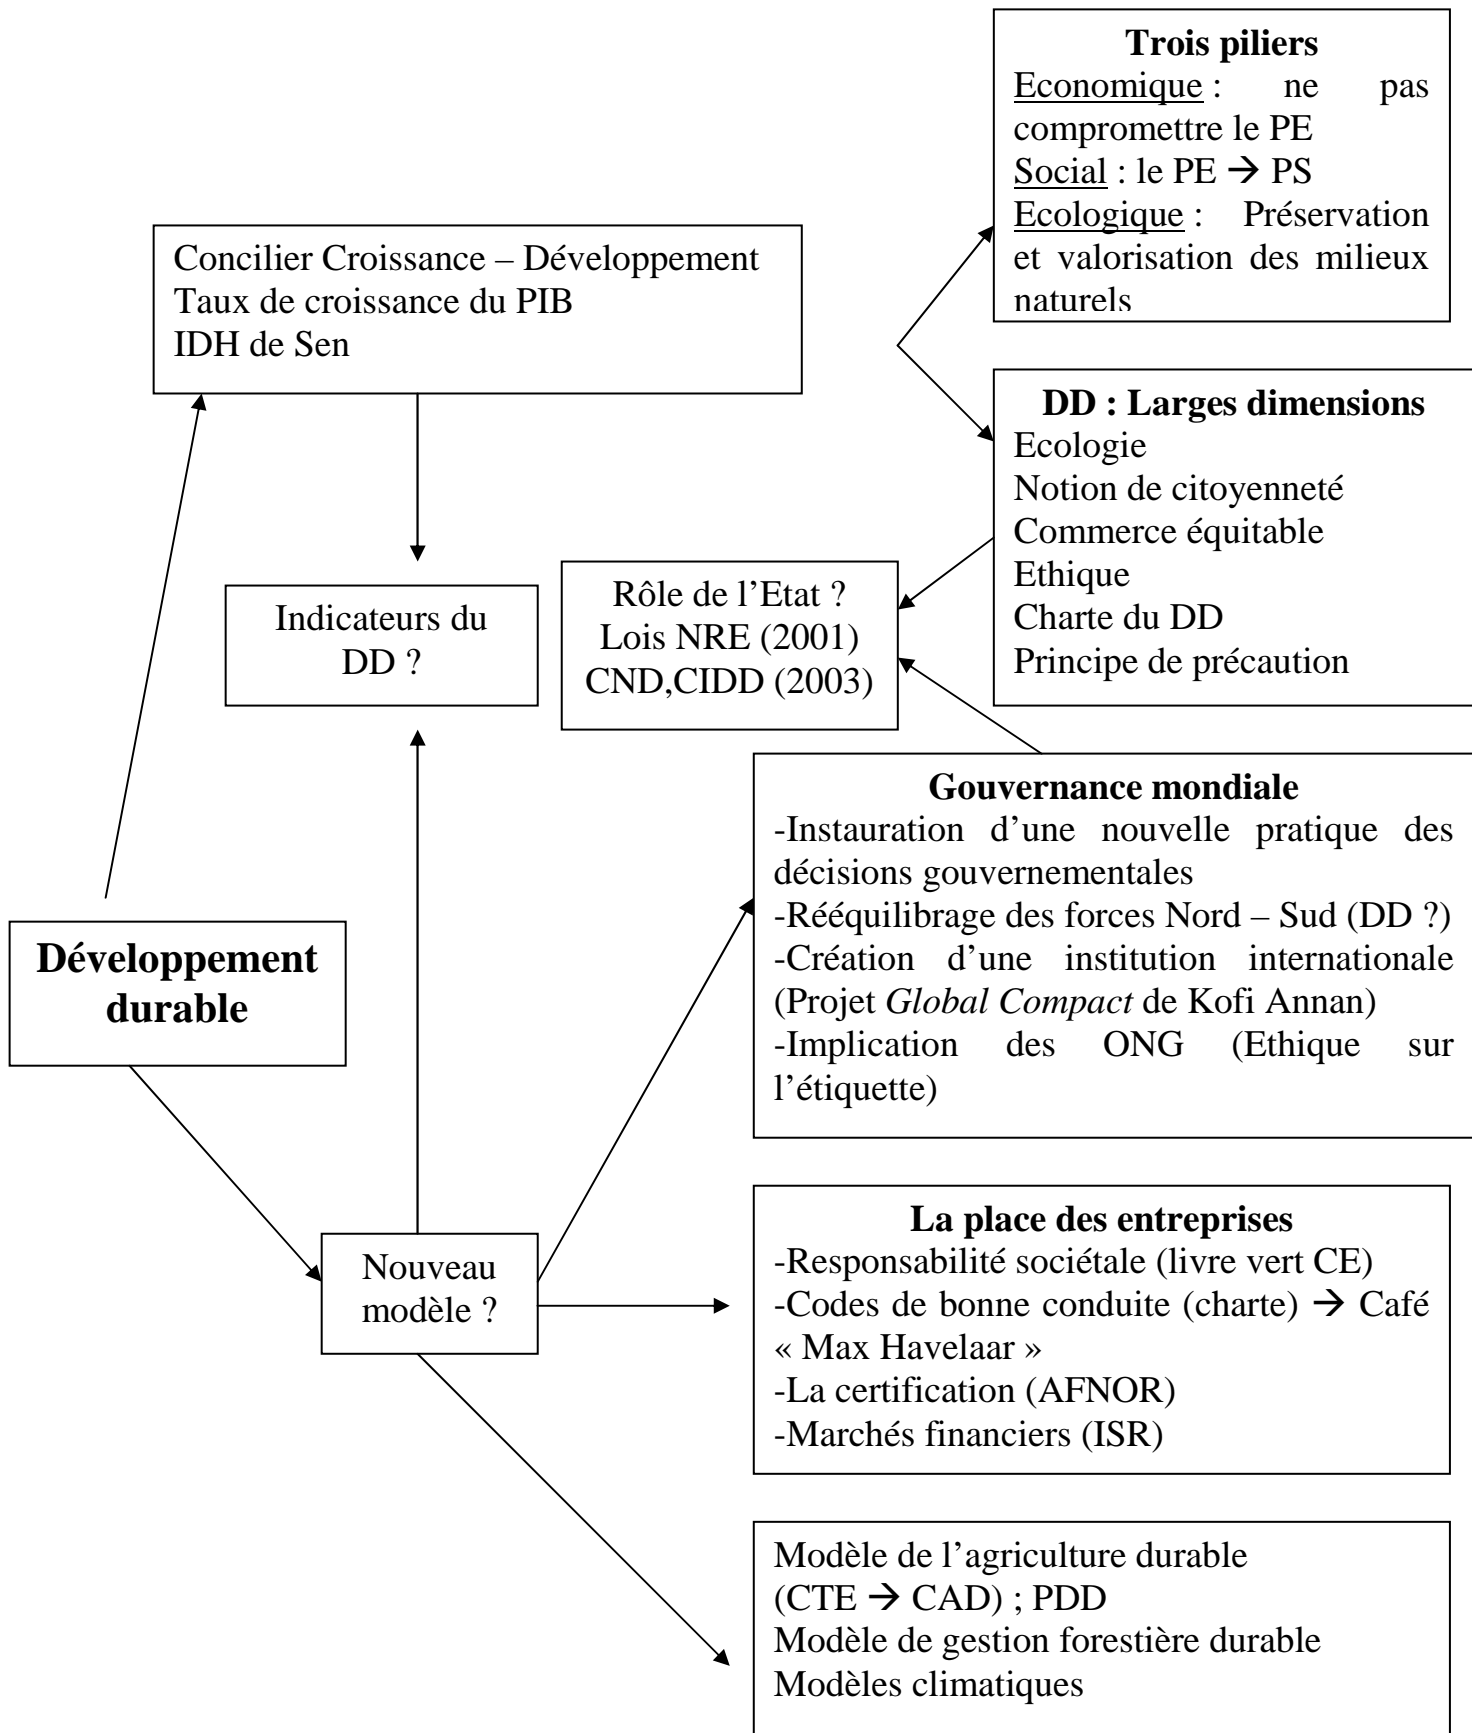 Trois piliers
Economique : ne pas
compromettre le PE
Social : le PE → PS
Ecologique : Préservation
et valorisation des milieux
naturels
Concilier Croissance – Développement
Taux de croissance du PIB
IDH de Sen
DD : Larges dimensions
Ecologie
Notion de citoyenneté
Commerce équitable
Ethique
Charte du DD
Principe de précaution
Indicateurs du
DD ?
Rôle de l’Etat ?
Lois NRE (2001)
CND,CIDD (2003)
Gouvernance mondiale
-Instauration d’une nouvelle pratique des
décisions gouvernementales
-Rééquilibrage des forces Nord – Sud (DD ?)
-Création d’une institution internationale
(Projet Global Compact de Kofi Annan)
-Implication des ONG (Ethique sur
l’étiquette)
Développement
durable
Nouveau
modèle ?
La place des entreprises
-Responsabilité sociétale (livre vert CE)
-Codes de bonne conduite (charte) → Café
« Max Havelaar »
-La certification (AFNOR)
-Marchés financiers (ISR)
Modèle de l’agriculture durable
(CTE → CAD) ; PDD
Modèle de gestion forestière durable
Modèles climatiques